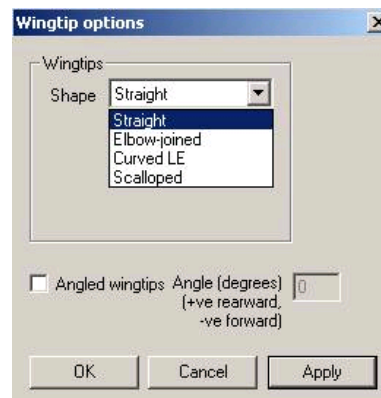 Wingtip options
Wingtips
Shape Straight
Straight
Elbow-joined
Curved LE
Scalloped
Angled wingtips Angle (degrees) 0
(+ve rearward,
-ve forward)
OK Cancel Apply